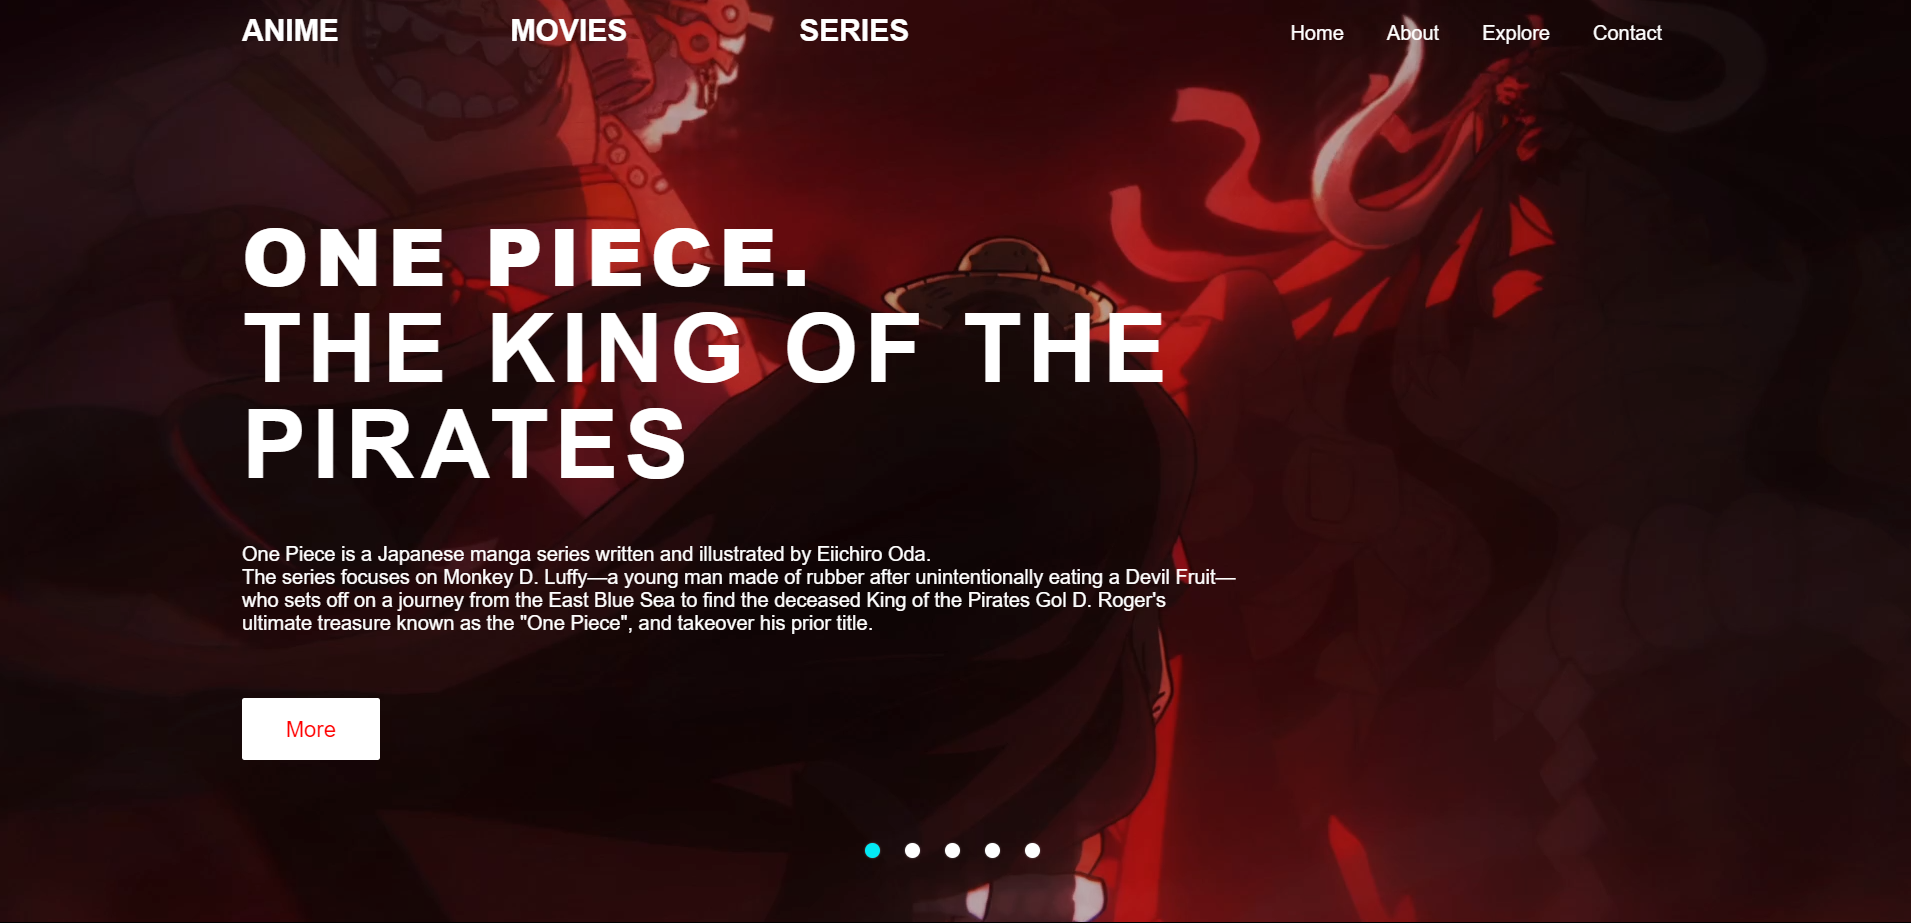 ANIME MOVIES SERIES Home About Explore Contact
ONE PIECE.
THE KING OF THE
PIRATES
One Piece is a Japanese manga series written and illustrated by Eiichiro Oda.
The series focuses on Monkey D. Luffy—a young man made of rubber after unintentionally eating a Devil Fruit—
who sets off on a journey from the East Blue Sea to find the deceased King of the Pirates Gol D. Roger's
ultimate treasure known as the "One Piece", and takeover his prior title.
More